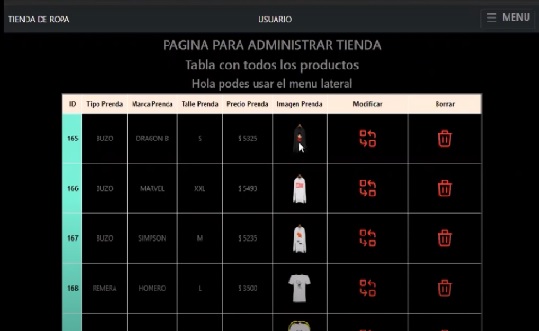 TIENDA DE ROPA USUARIO MENU
PAGINA PARA ADMINISTRAR TIENDA
Tabla con todos los productos
Hola podes usar el menu lateral
ID Tipo Prenda Marca Prenda Talle Prenda Precio Prenda Imagen Prenda Modificar Borrar
165 BUZO DRAGON B S $ 5325
166 BUZO MARVEL XXL $ 5493
167 BUZO SIMPSON M $ 5235
168 REMERA HOMERO L $ 3500